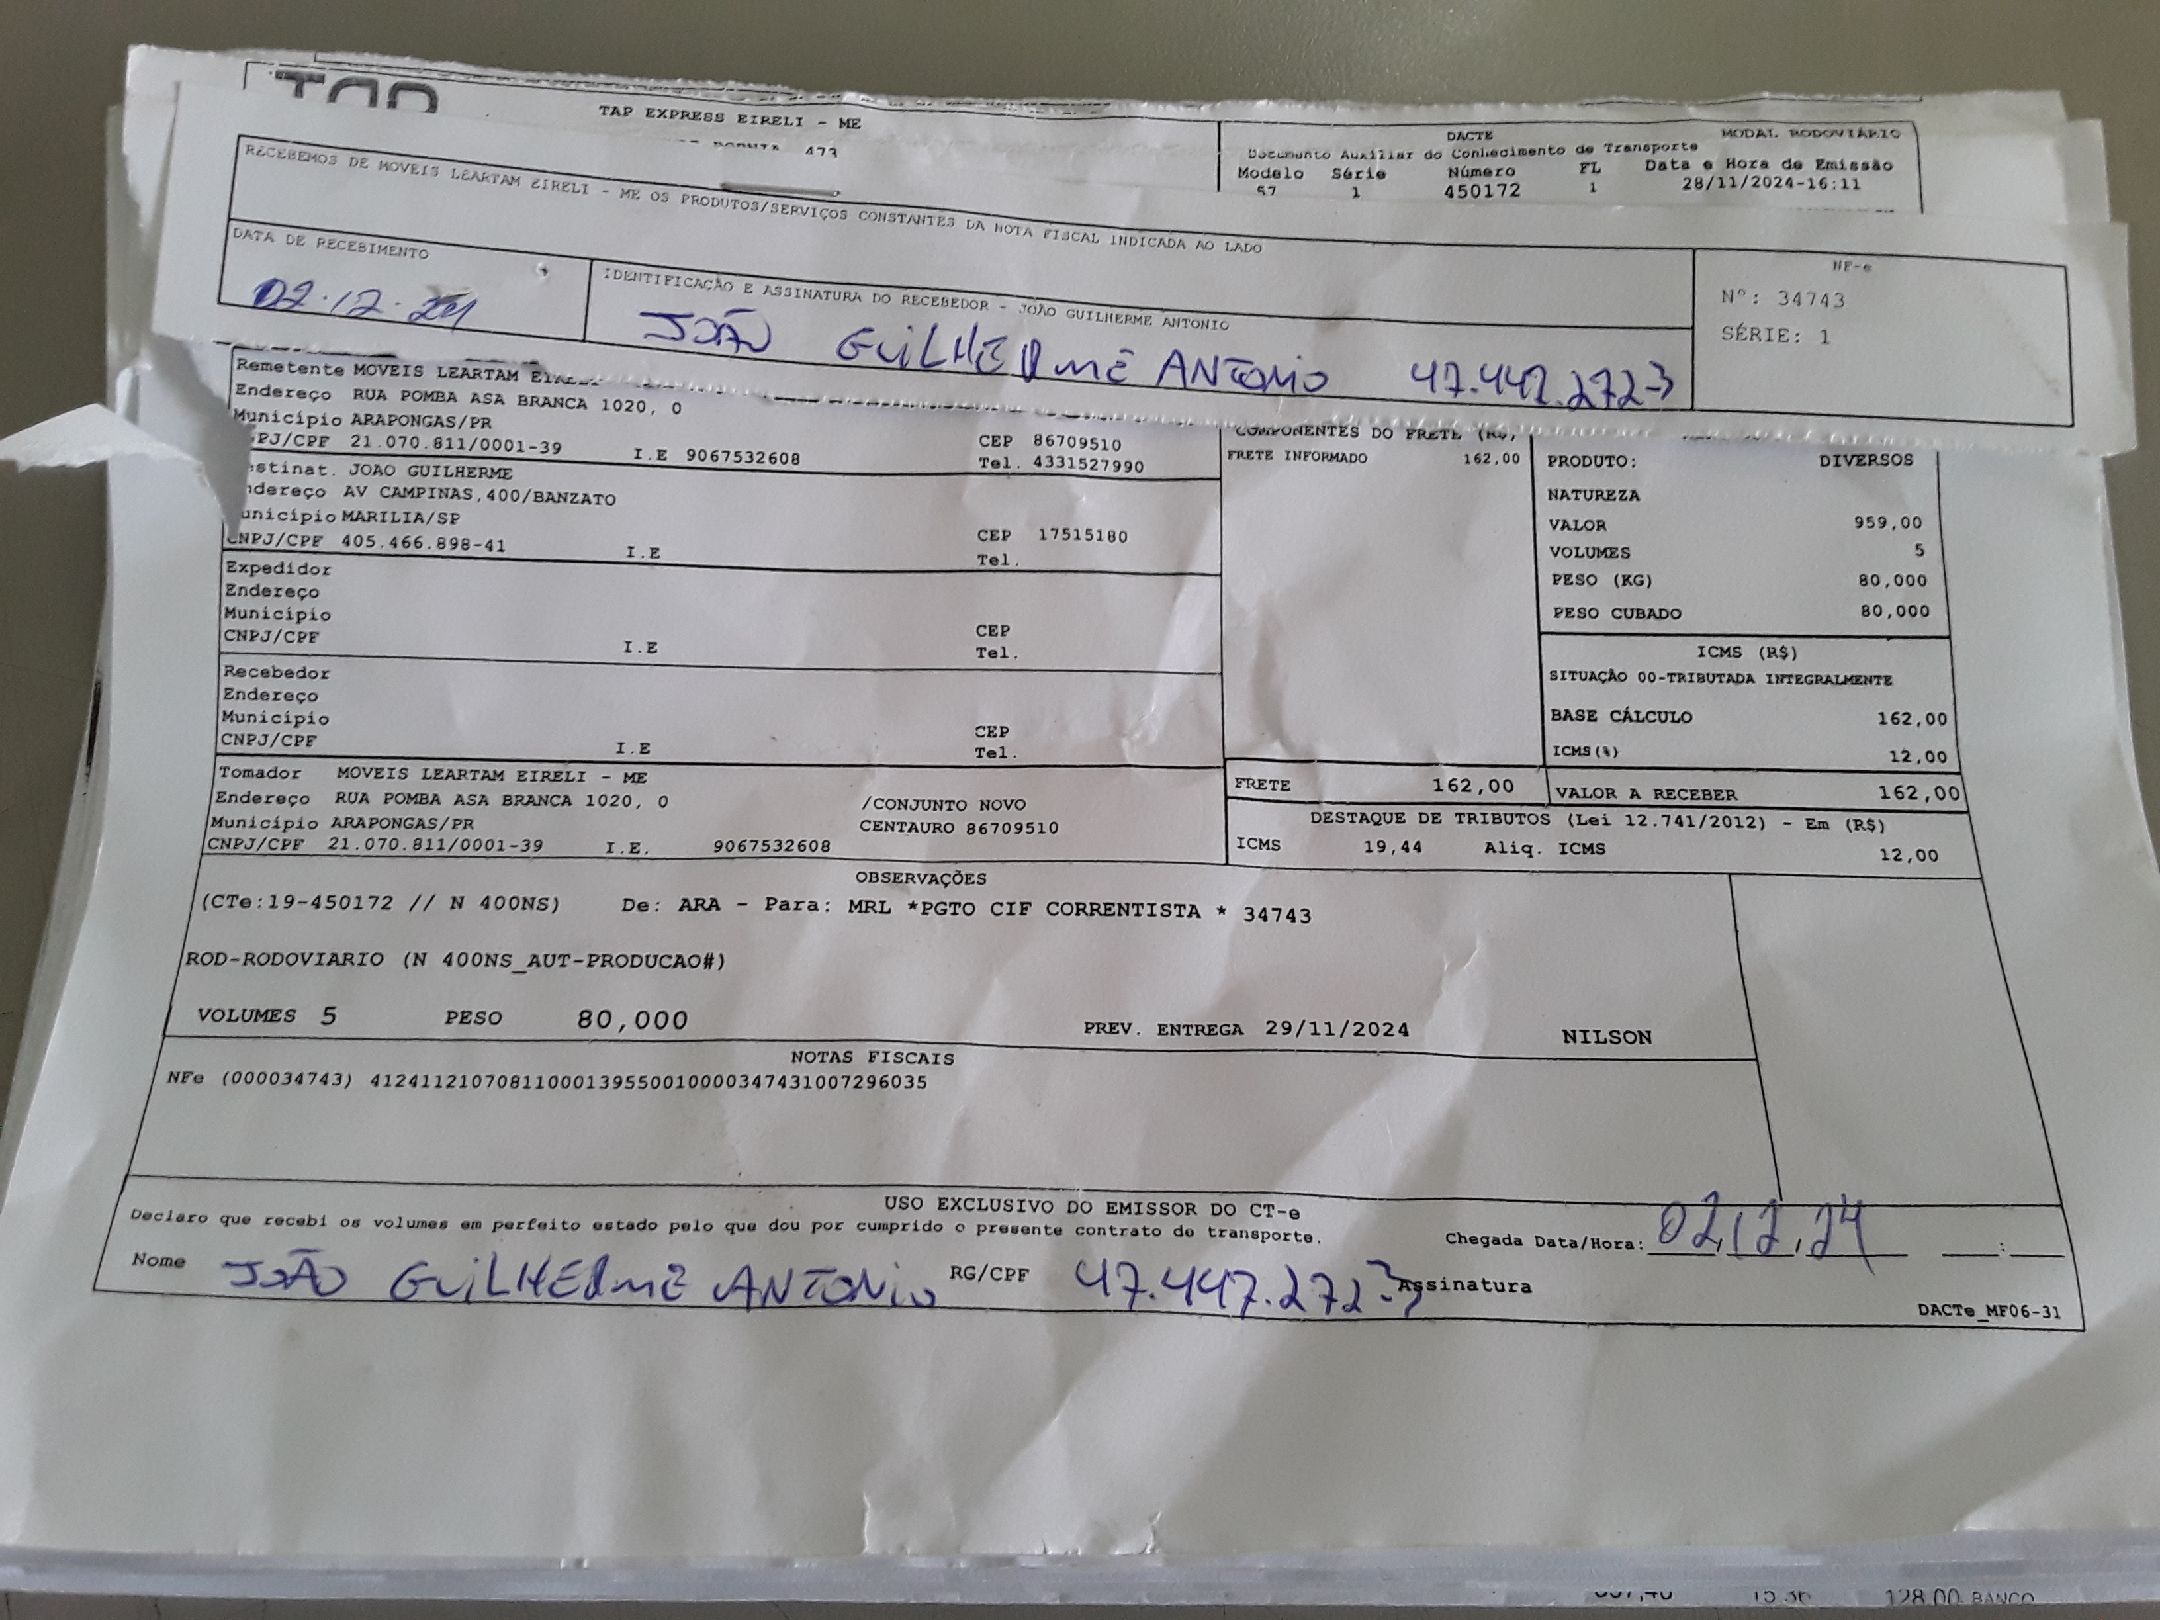 TAP
TAP EXPRESS EIRELI - ME
473
DACTE MODAL RODOVIÁRIO
Documento Auxiliar do Conhecimento de Transporte
Modelo Série Número FL Data e Hora de Emissão
57 1 450172 1 28/11/2024-16:11
RECEBEMOS DE MOVEIS LEARTAM EIRELI - ME OS PRODUTOS/SERVIÇOS CONSTANTES DA NOTA FISCAL INDICADA AO LADO
NF-e
Nº: 34743
SÉRIE: 1
DATA DE RECEBIMENTO
02.12.24
IDENTIFICAÇÃO E ASSINATURA DO RECEBEDOR - JOÃO GUILHERME ANTONIO
JOÃO GUILHERME ANTONIO 47.447.272-3
Remetente MOVEIS LEARTAM EIRELI
Endereço RUA POMBA ASA BRANCA 1020, 0
Município ARAPONGAS/PR CEP 86709510
PJ/CPF 21.070.811/0001-39 I.E 9067532608 Tel. 4331527990
estinat. JOAO GUILHERME
ndereço AV CAMPINAS,400/BANZATO
unicípio MARILIA/SP CEP 17515180
CNPJ/CPF 405.466.898-41 I.E Tel.
Expedidor
Endereço
Município CEP
CNPJ/CPF I.E Tel.
Recebedor
Endereço
Município CEP
CNPJ/CPF I.E Tel.
Tomador MOVEIS LEARTAM EIRELI - ME
Endereço RUA POMBA ASA BRANCA 1020, 0 /CONJUNTO NOVO
Município ARAPONGAS/PR CENTAURO 86709510
CNPJ/CPF 21.070.811/0001-39 I.E. 9067532608
COMPONENTES DO FRETE (R$)
FRETE INFORMADO 162,00
PRODUTO: DIVERSOS
NATUREZA
VALOR 959,00
VOLUMES 5
PESO (KG) 80,000
PESO CUBADO 80,000
ICMS (R$)
SITUAÇÃO 00-TRIBUTADA INTEGRALMENTE
BASE CÁLCULO 162,00
ICMS(%) 12,00
FRETE 162,00 VALOR A RECEBER 162,00
DESTAQUE DE TRIBUTOS (Lei 12.741/2012) - Em (R$)
ICMS 19,44 Aliq. ICMS 12,00
OBSERVAÇÕES
(CTe:19-450172 // N 400NS) De: ARA - Para: MRL *PGTO CIF CORRENTISTA * 34743
ROD-RODOVIARIO (N 400NS_AUT-PRODUCAO#)
VOLUMES 5 PESO 80,000 PREV. ENTREGA 29/11/2024 NILSON
NOTAS FISCAIS
NFe (000034743) 41241121070811000139550010000347431007296035
USO EXCLUSIVO DO EMISSOR DO CT-e
Declaro que recebi os volumes em perfeito estado pelo que dou por cumprido o presente contrato de transporte.
Chegada Data/Hora: 02,12,24 :
Nome JOÃO GUILHERME ANTONIO RG/CPF 47.447.272-3 Assinatura
DACTe_MF06-31
128,00 BANCO